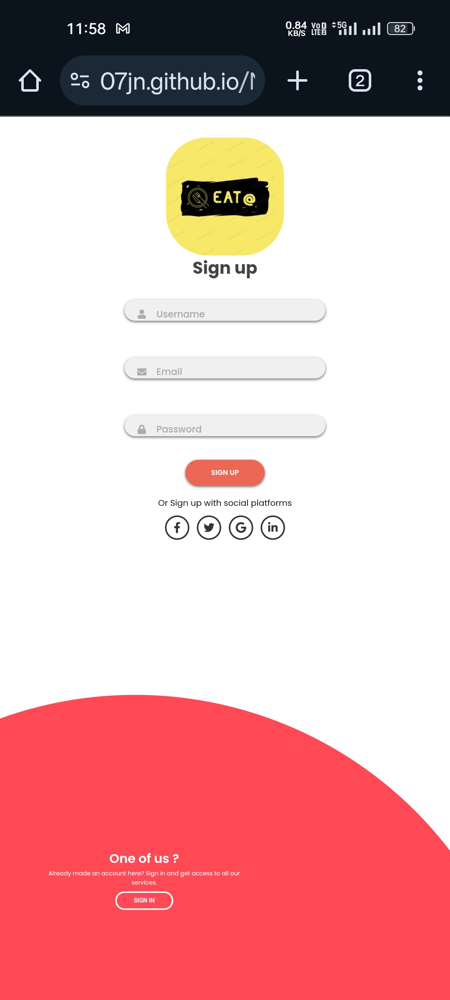 11:58
0.84 KB/S Vo 1 LTE 2 5G 82
07jn.github.io/
2
EAT@
Sign up
Username
Email
Password
SIGN UP
Or Sign up with social platforms
f G in
One of us ?
Already made an account here? Sign in and get access to all our
services.
SIGN IN